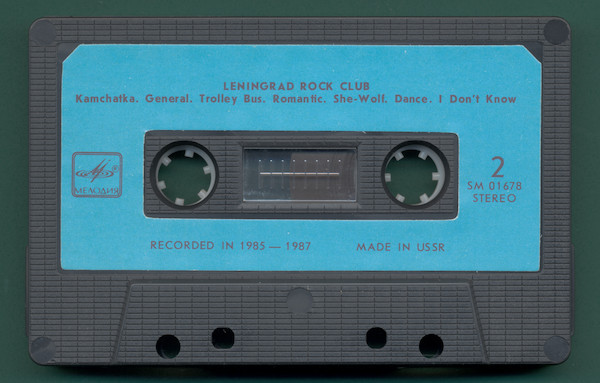 LENINGRAD ROCK CLUB
Kamchatka. General. Trolley Bus. Romantic. She-Wolf. Dance. I Don't Know
МЕЛОДИЯ
2
SM 01678
STEREO
RECORDED IN 1985 — 1987 MADE IN USSR